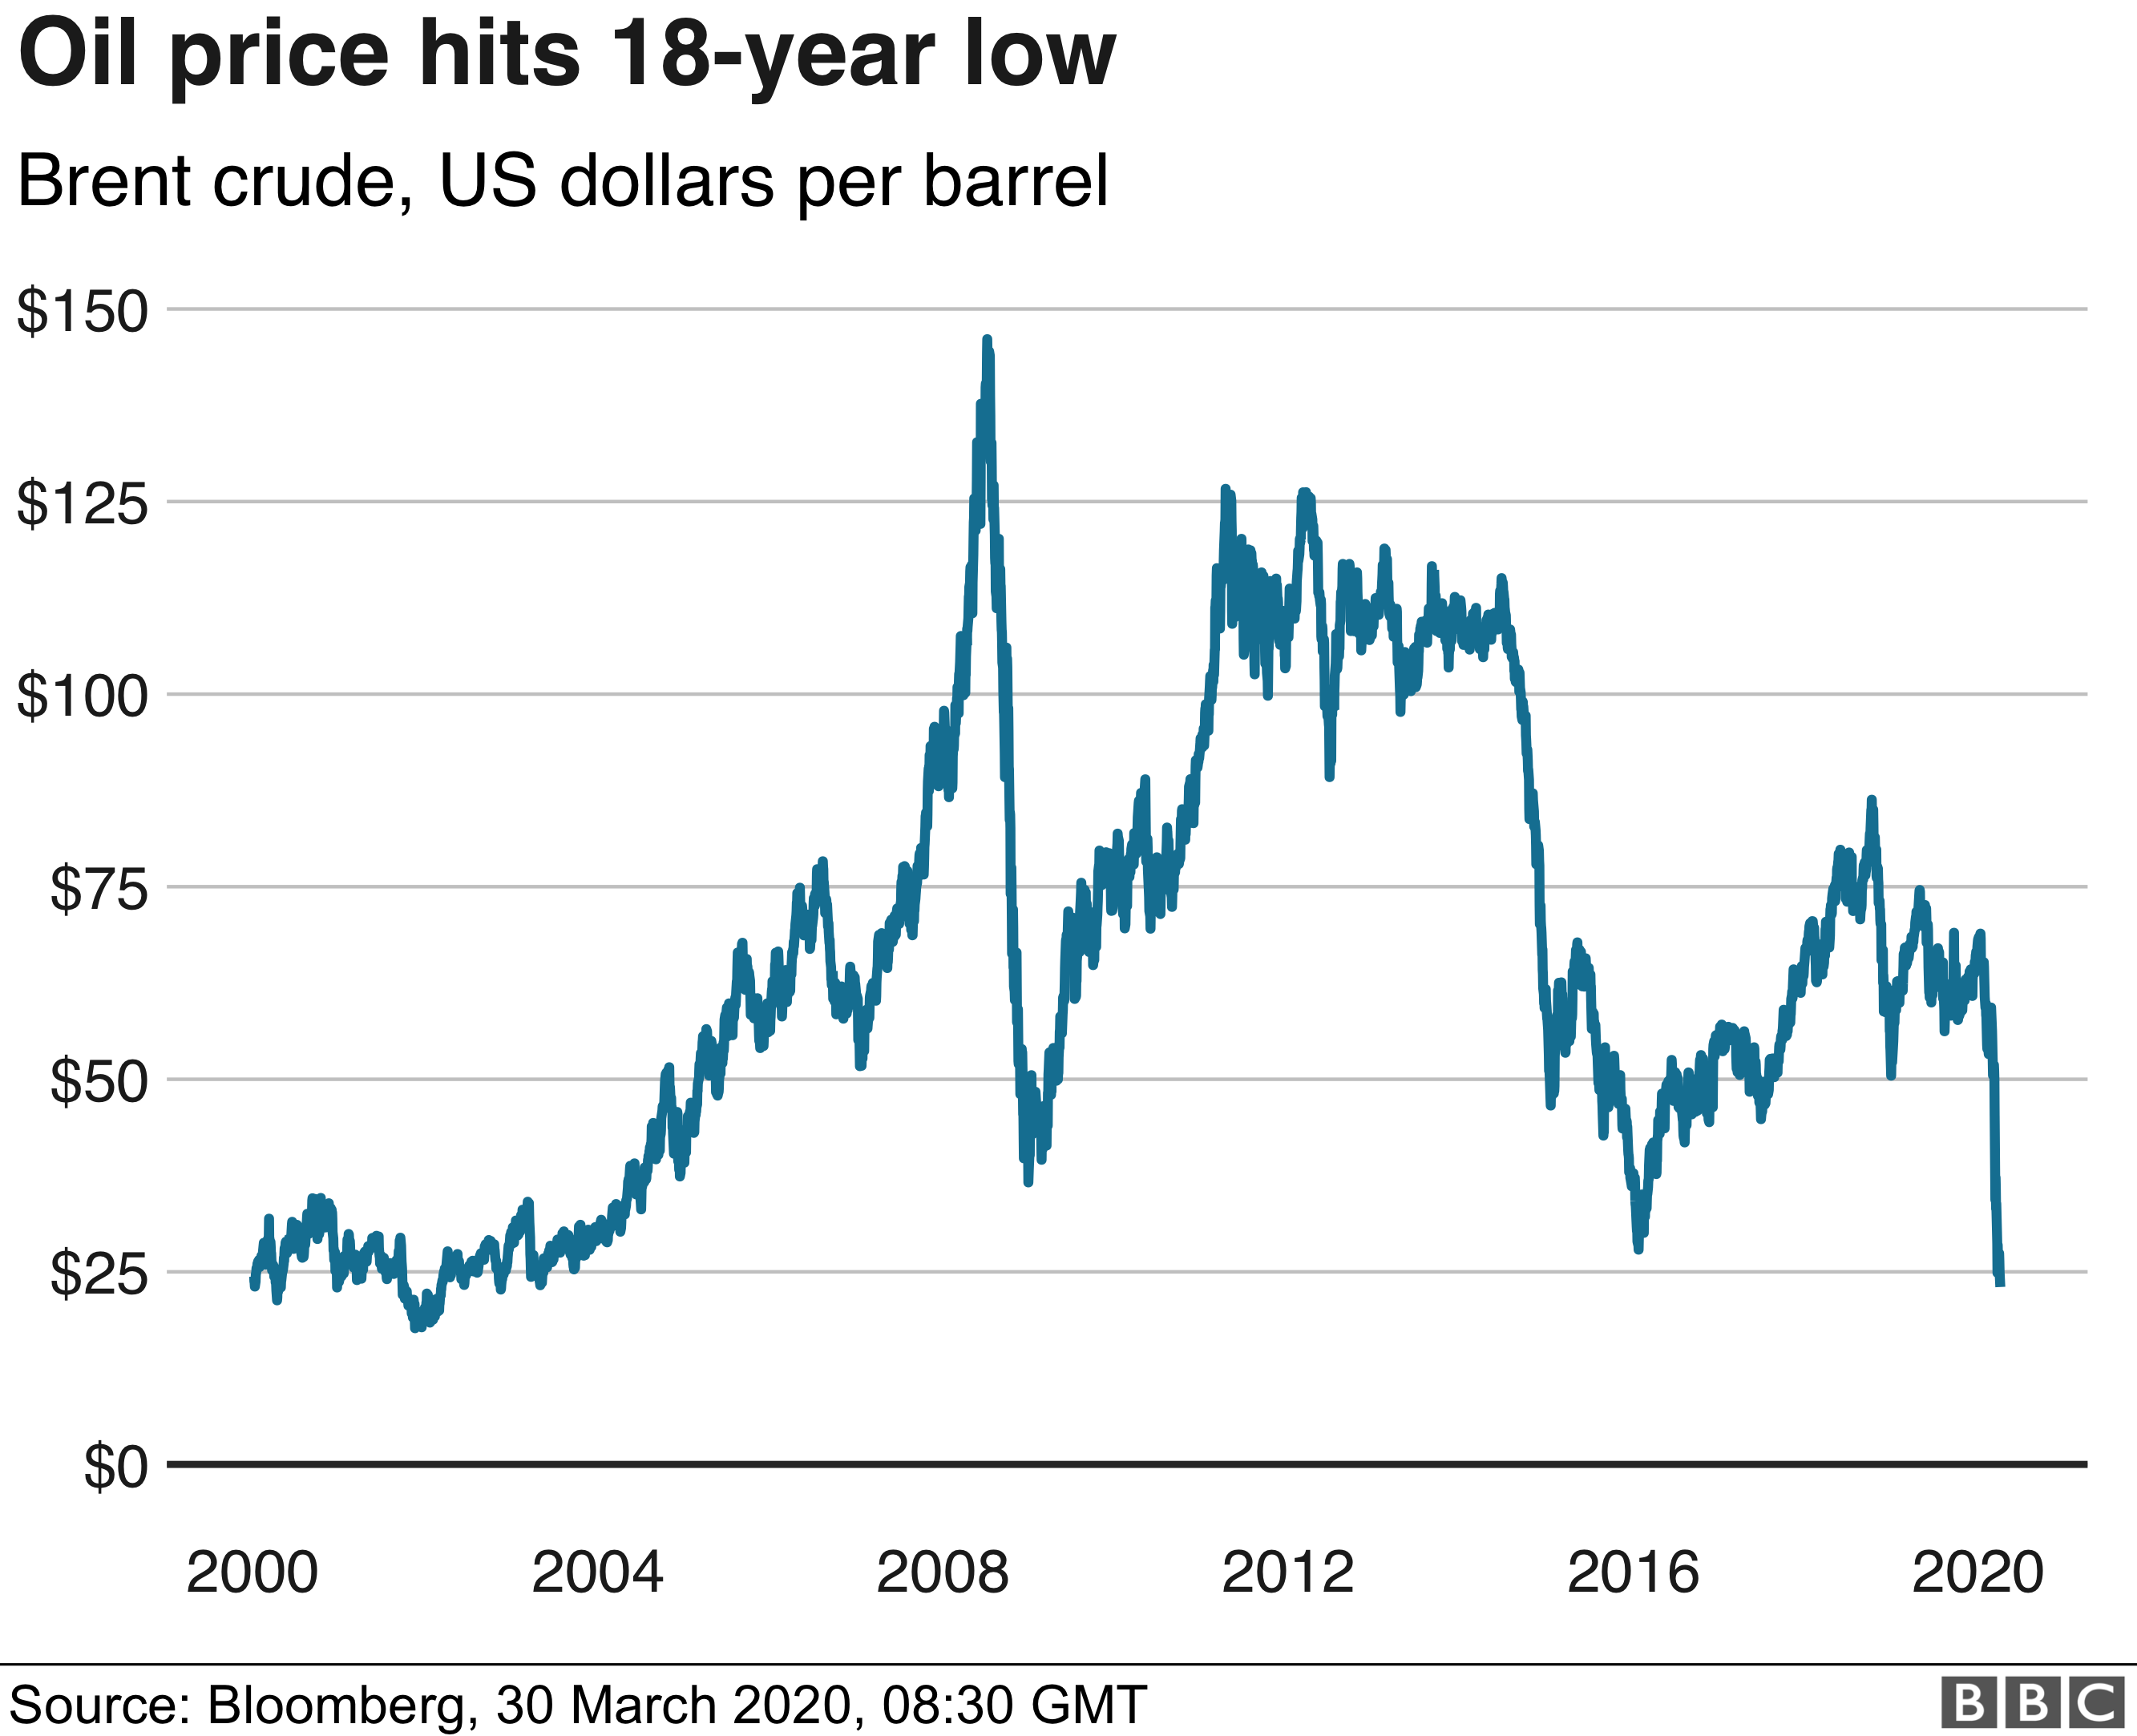 Oil price hits 18-year low
Brent crude, US dollars per barrel
$150
$125
$100
$75
$50
$25
$0
2000 2004 2008 2012 2016 2020
Source: Bloomberg, 30 March 2020, 08:30 GMT
BBC